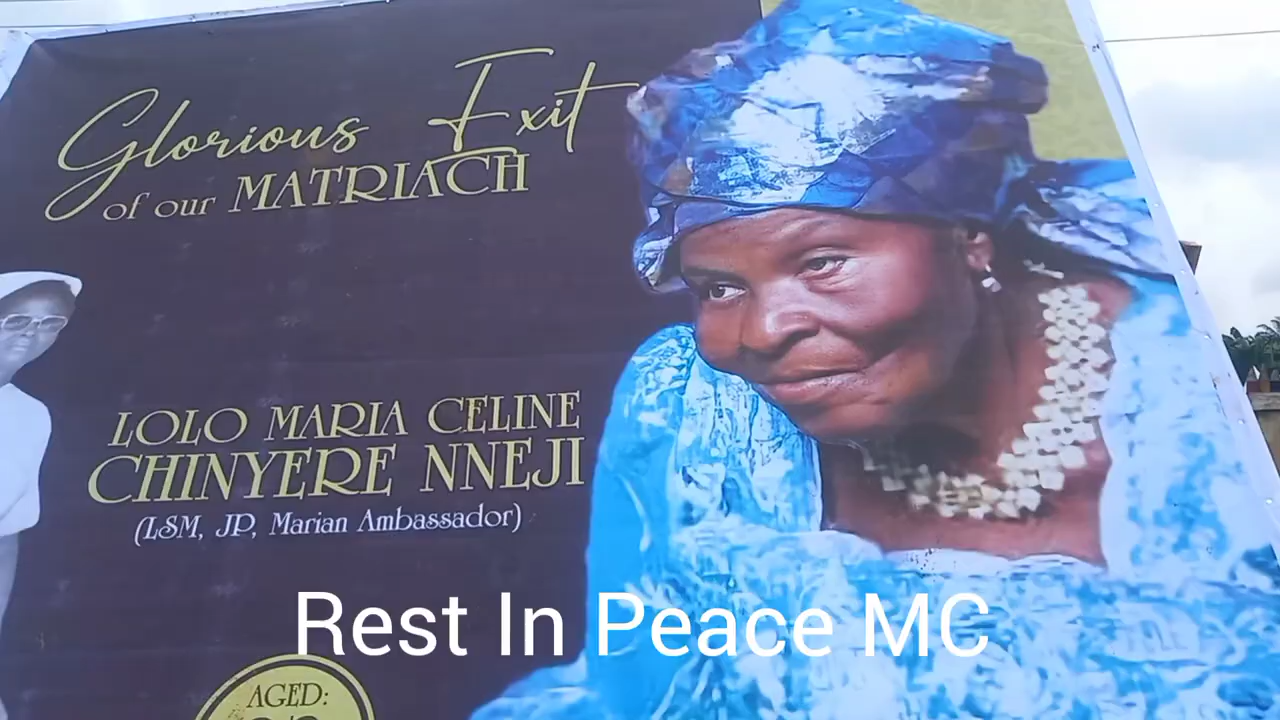 Glorious Exit
of our MATRIACH
LOLO MARIA CELINE
CHINYERE NNEJI
(LSM, JP, Marian Ambassador)
Rest In Peace MC
AGED: